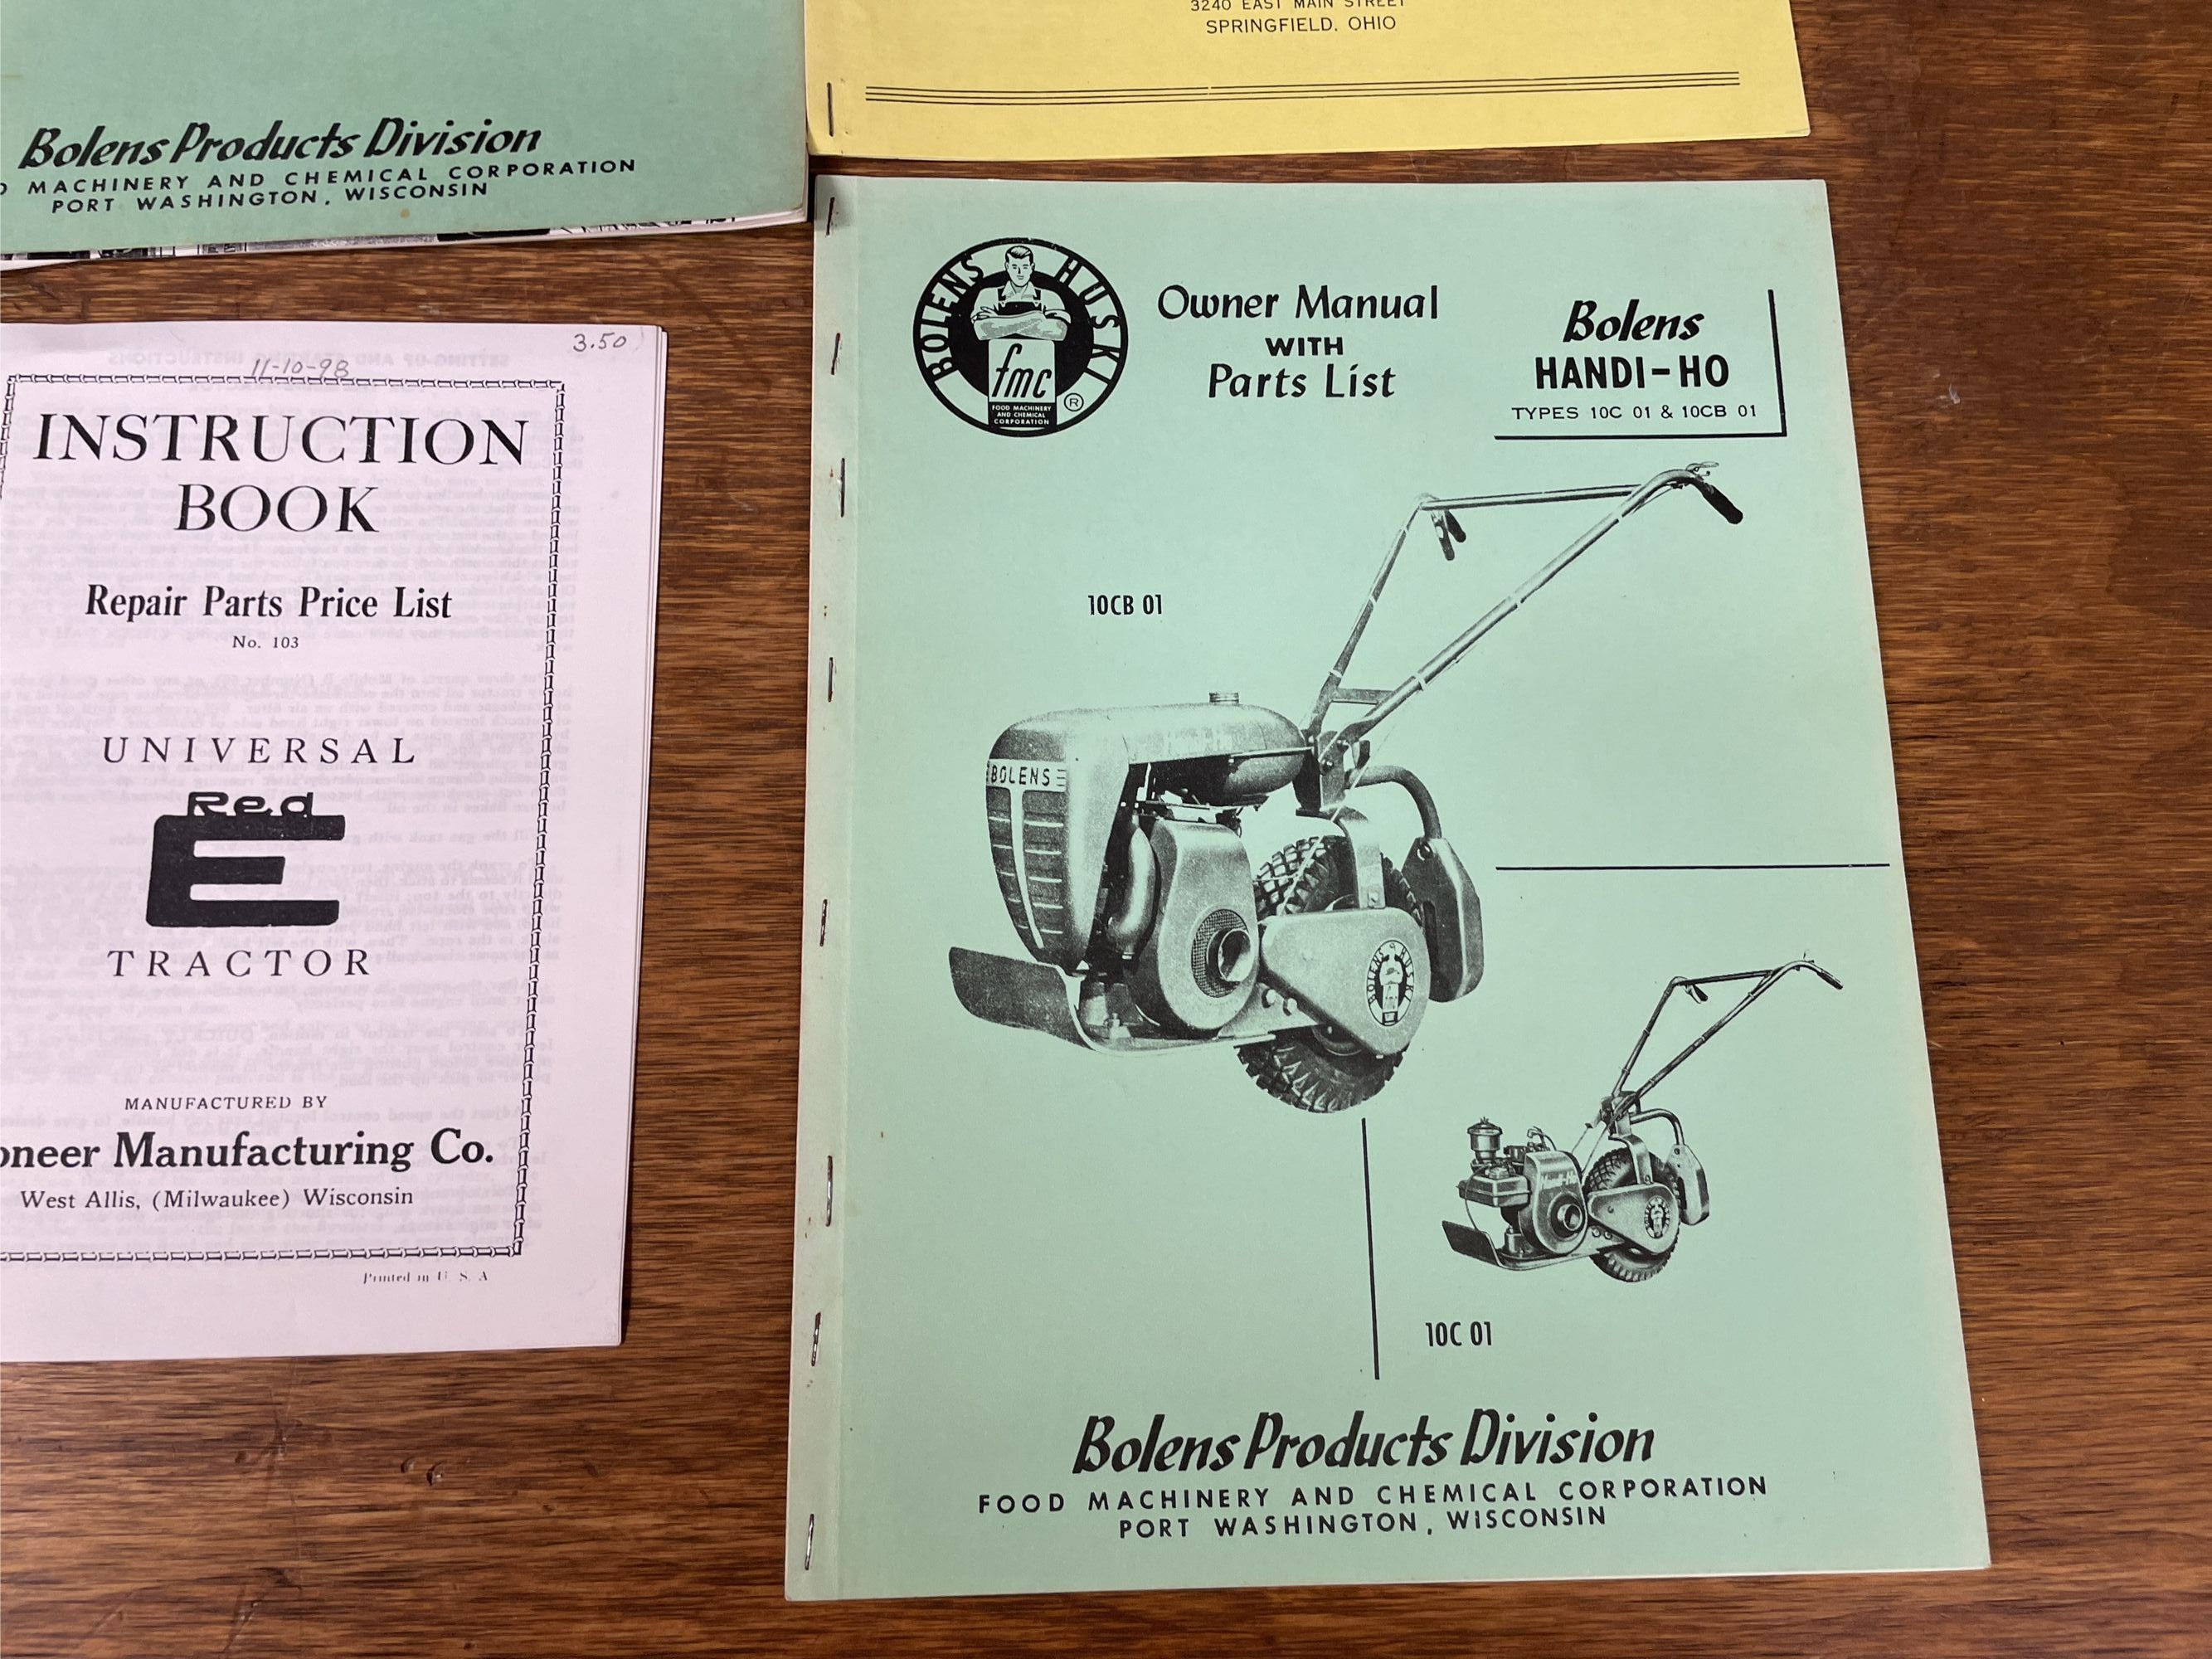 Bolens Products Division
MACHINERY AND CHEMICAL CORPORATION
PORT WASHINGTON, WISCONSIN
3240 EAST MAIN STREET
SPRINGFIELD, OHIO
3.50
11-10-98
INSTRUCTION
BOOK
Repair Parts Price List
No. 103
UNIVERSAL
Red
E
TRACTOR
MANUFACTURED BY
Manufacturing Co.
West Allis, (Milwaukee) Wisconsin
Printed in U. S. A
BOLENS HUSKI
fmc
FOOD MACHINERY
AND CHEMICAL
CORPORATION
®
Owner Manual
WITH
Parts List
Bolens
HANDI-HO
TYPES 10C 01 & 10CB 01
10CB 01
BOLENS
BOLENS HUSKI
10C 01
Bolens Products Division
FOOD MACHINERY AND CHEMICAL CORPORATION
PORT WASHINGTON, WISCONSIN